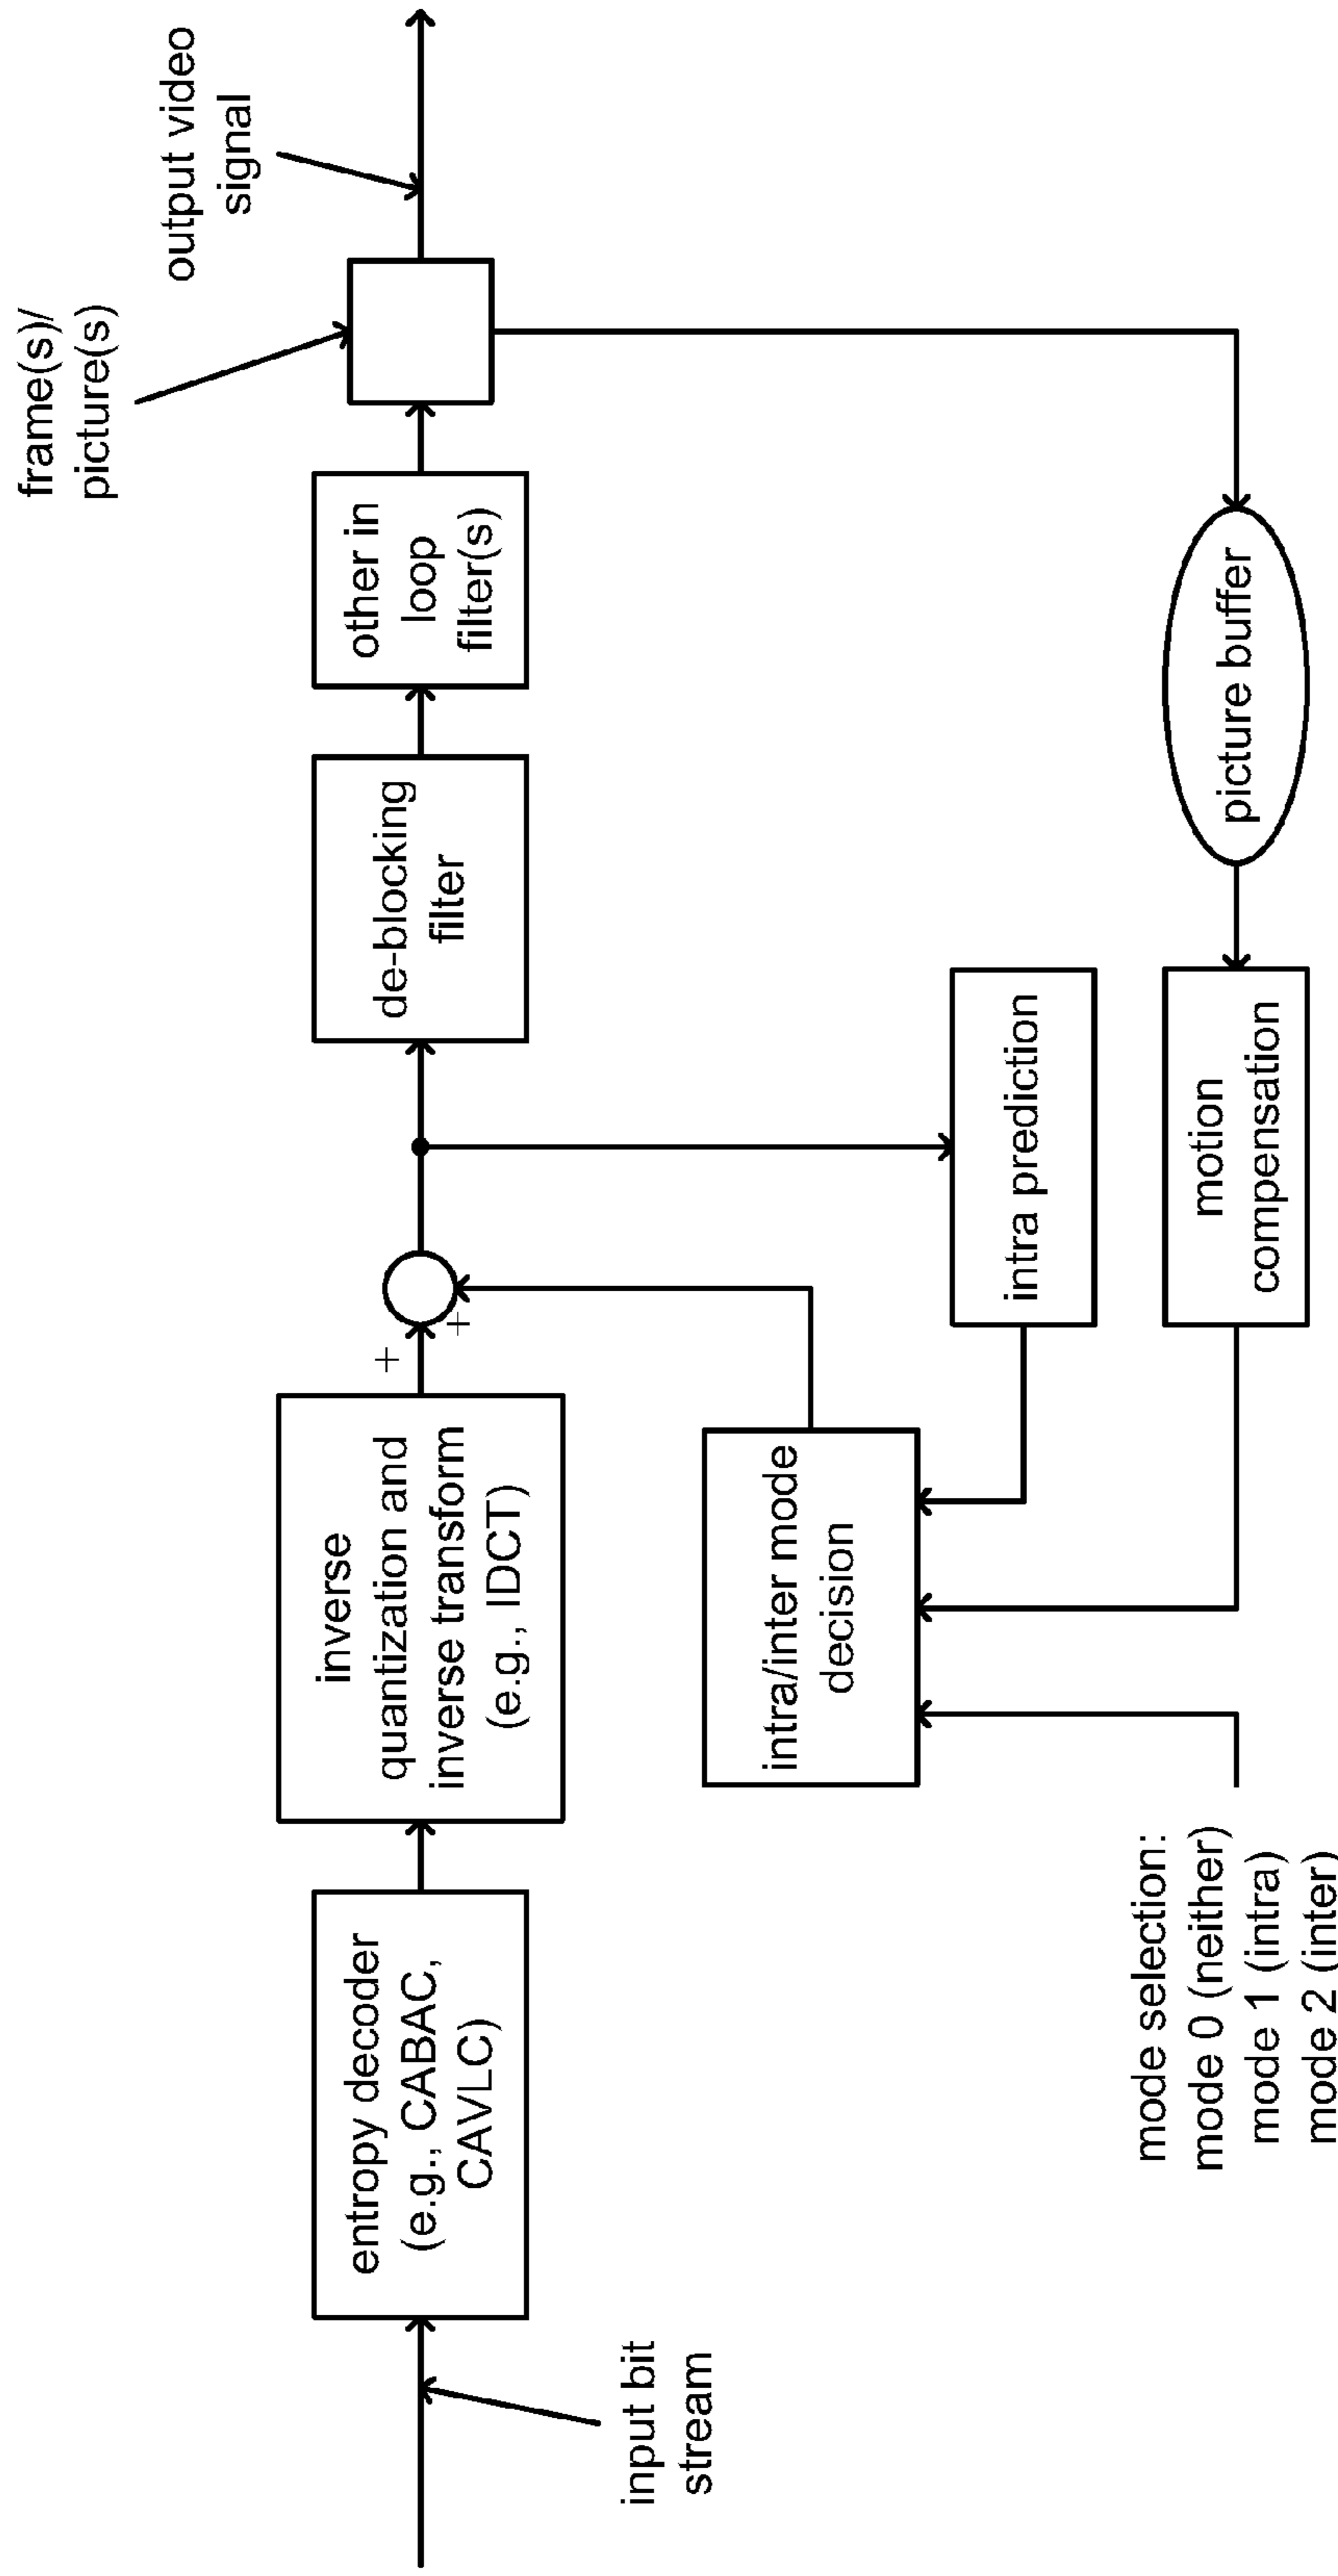 input bit
stream
entropy decoder
(e.g., CABAC,
CAVLC)
inverse
quantization and
inverse transform
(e.g., IDCT)
+
+
de-blocking
filter
other in
loop
filter(s)
frame(s)/
picture(s)
output video
signal
intra/inter mode
decision
intra prediction
motion
compensation
picture buffer
mode selection:
mode 0 (neither)
mode 1 (intra)
mode 2 (inter)